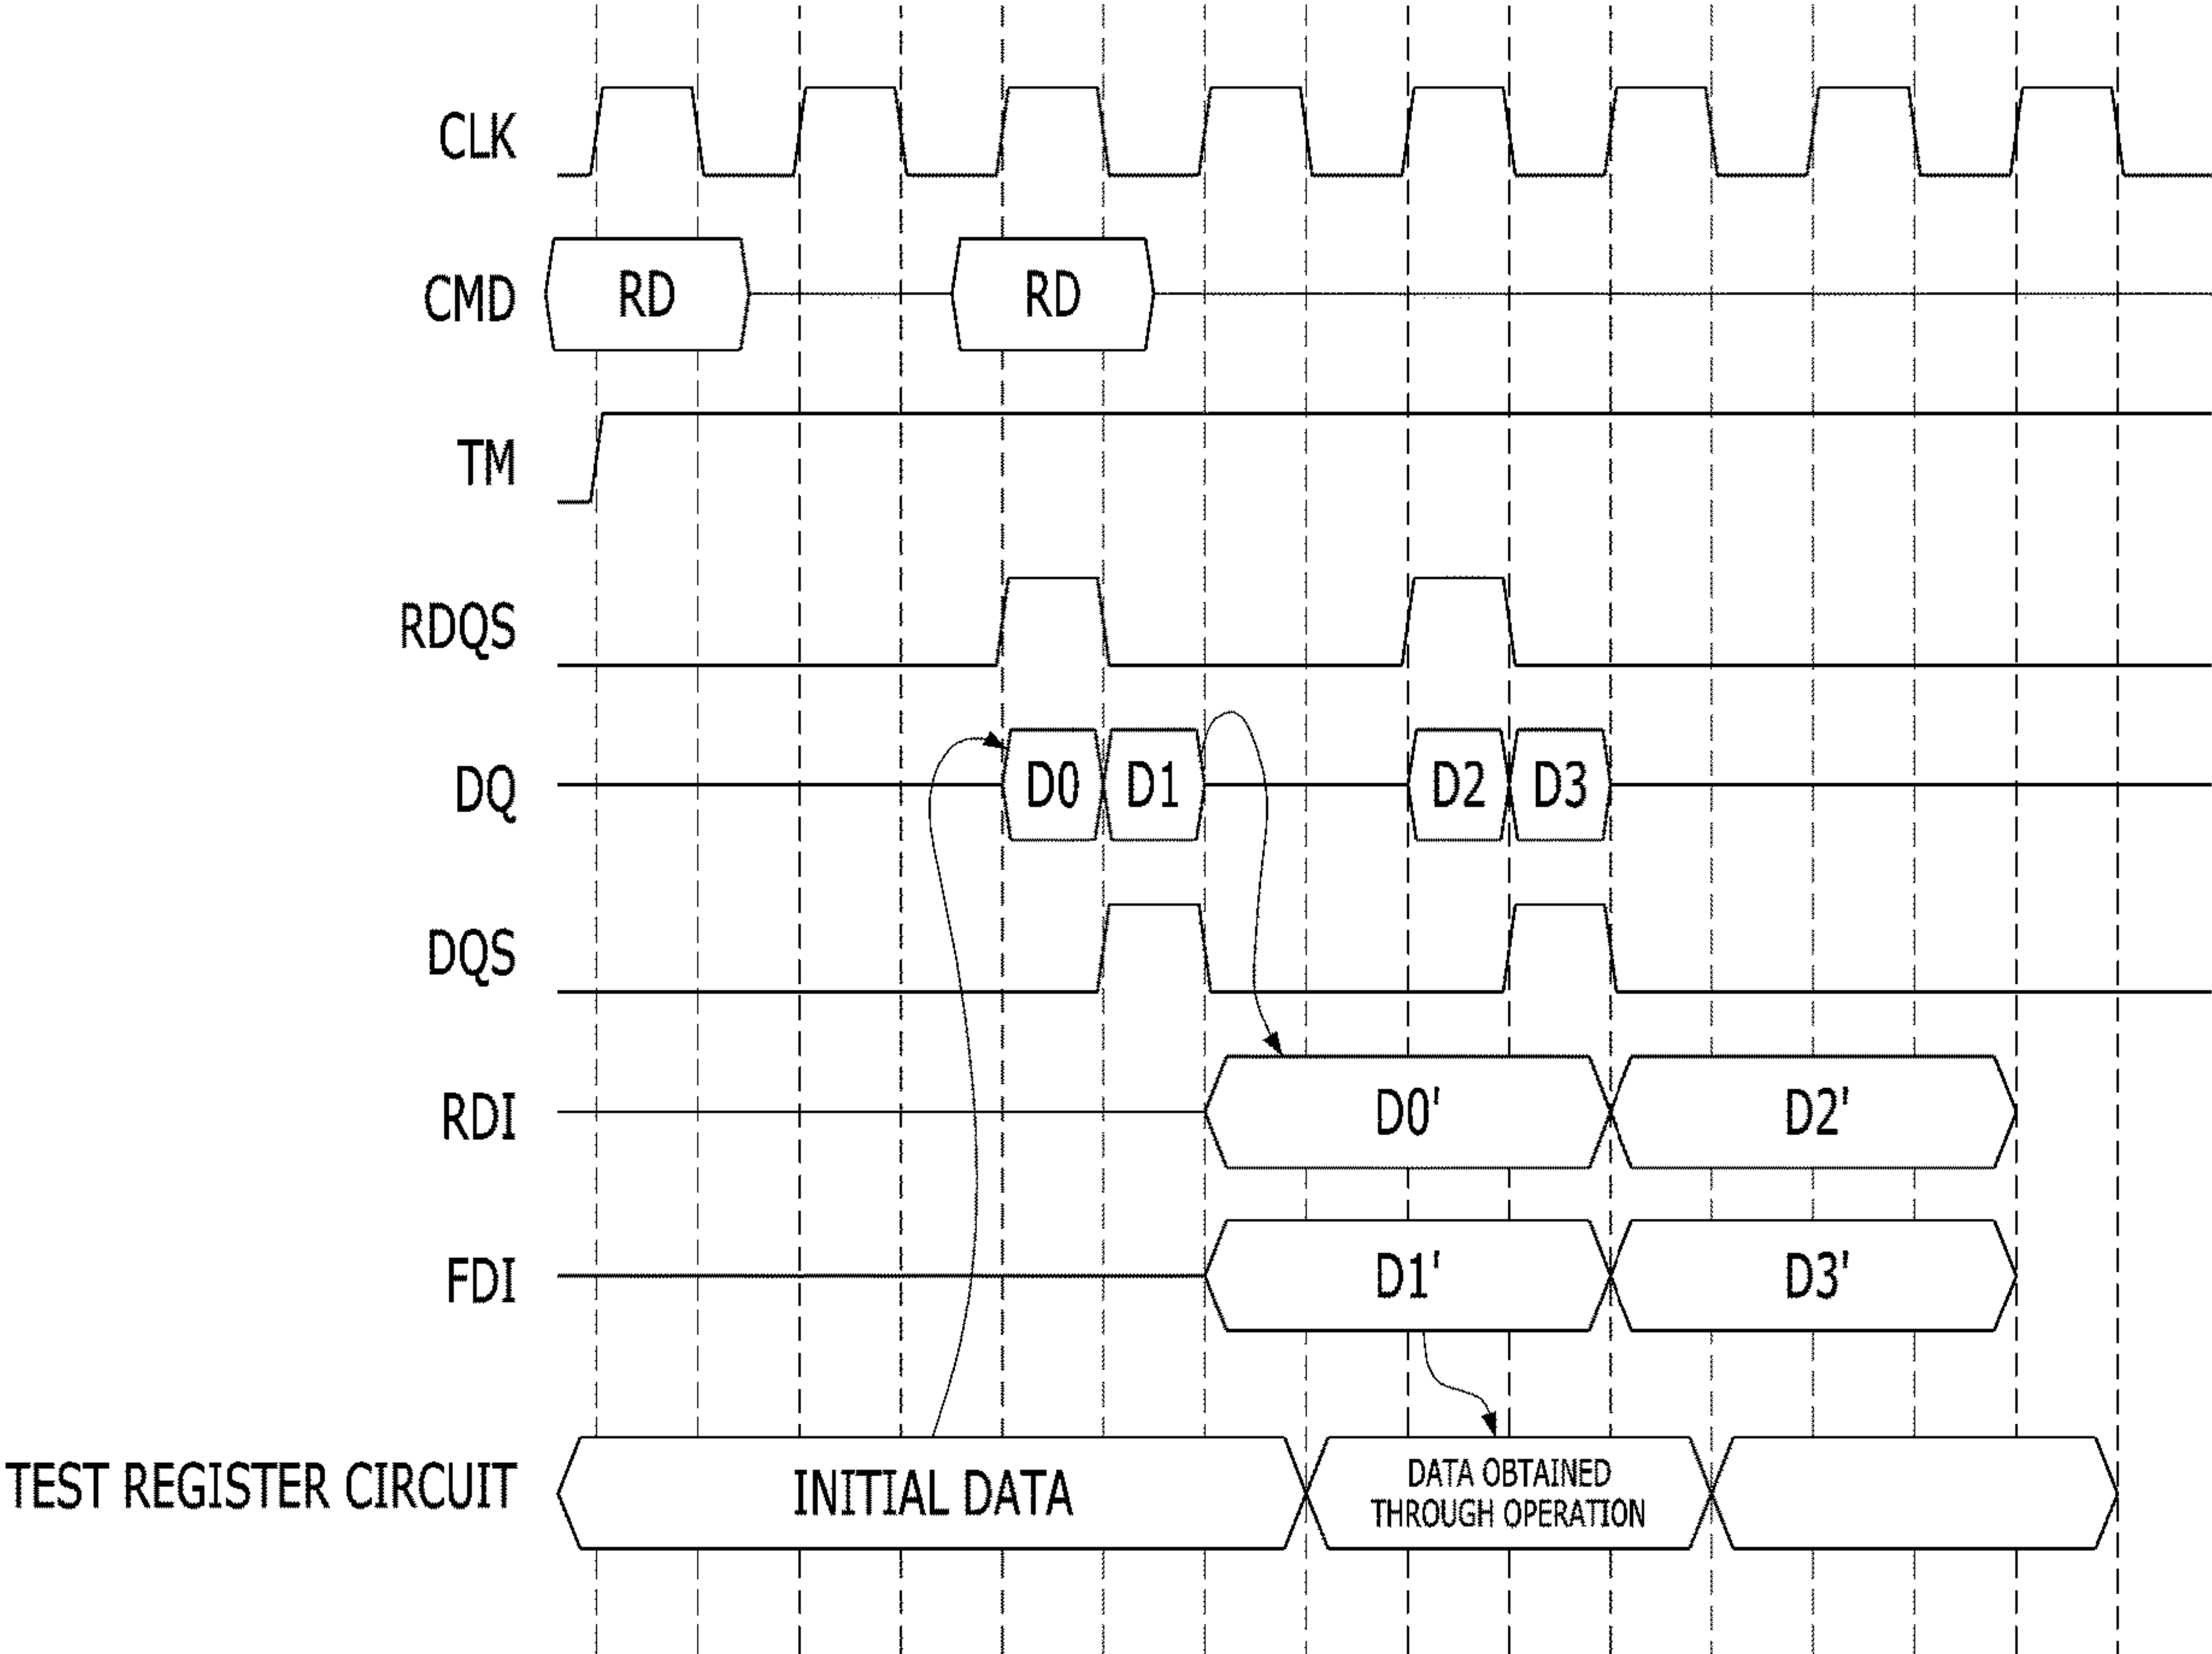 CLK
CMD RD RD
TM
RDQS
DQ D0 D1 D2 D3
DQS
RDI D0' D2'
FDI D1' D3'
TEST REGISTER CIRCUIT INITIAL DATA DATA OBTAINED
THROUGH OPERATION